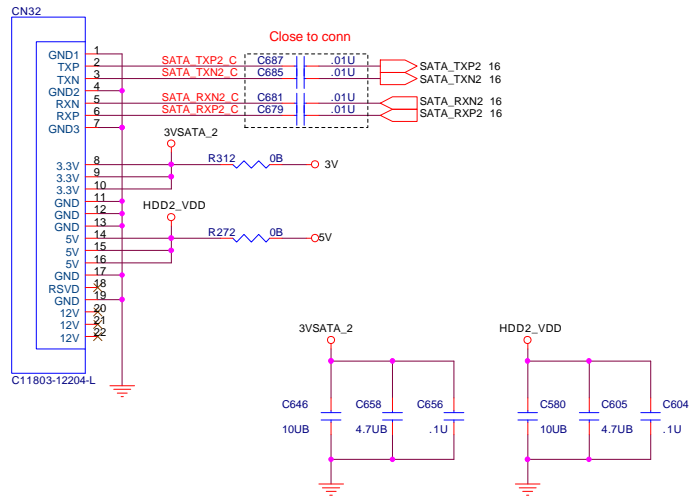 CN32
Close to conn
GND1 1
TXP 2 SATA_TXP2_C C687 .01U SATA_TXP2 16
TXN 3 SATA_TXN2_C C685 .01U SATA_TXN2 16
GND2 4
RXN 5 SATA_RXN2_C C681 .01U SATA_RXN2 16
RXP 6 SATA_RXP2_C C679 .01U SATA_RXP2 16
GND3 7
3VSATA_2
3.3V 8 R312 0B 3V
3.3V 9
3.3V 10
GND 11
GND 12 HDD2_VDD
GND 13
5V 14 R272 0B 5V
5V 15
5V 16
GND 17
RSVD 18
GND 19
12V 20
12V 21
12V 22
C11803-12204-L
3VSATA_2 HDD2_VDD
C646 C658 C656 C580 C605 C604
10UB 4.7UB .1U 10UB 4.7UB .1U